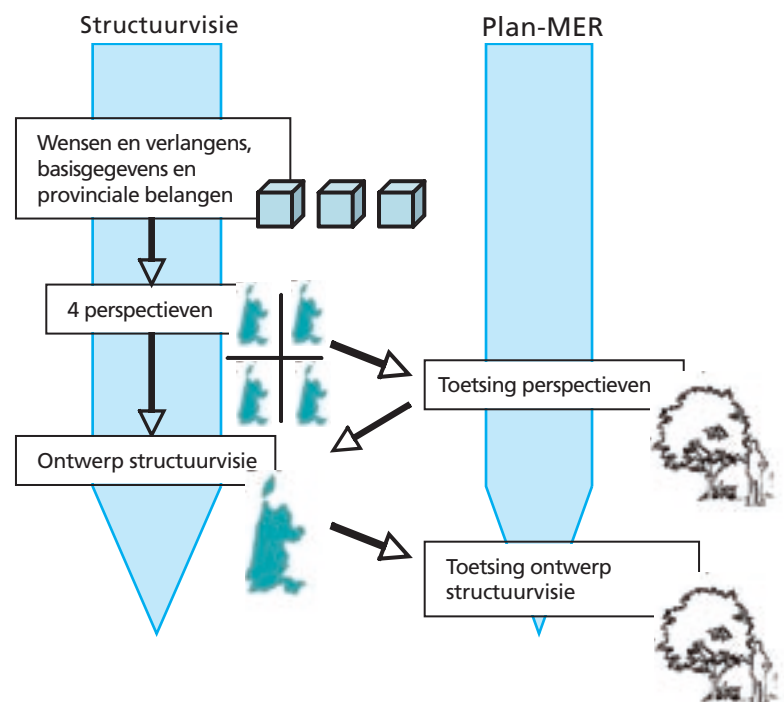 Structuurvisie
Plan-MER
Wensen en verlangens,
basisgegevens en
provinciale belangen
4 perspectieven
Toetsing perspectieven
Ontwerp structuurvisie
Toetsing ontwerp
structuurvisie